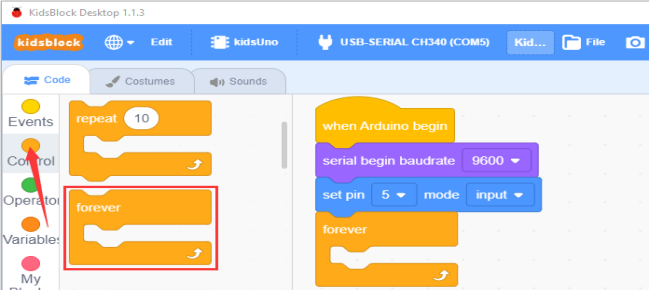 KidsBlock Desktop 1.1.3
kidsblock Edit kidsUno USB-SERIAL CH340 (COM5) Kid... File
Code Costumes Sounds
Events
Control
Operator
Variables
My
repeat 10
forever
when Arduino begin
serial begin baudrate 9600
set pin 5 mode input
forever